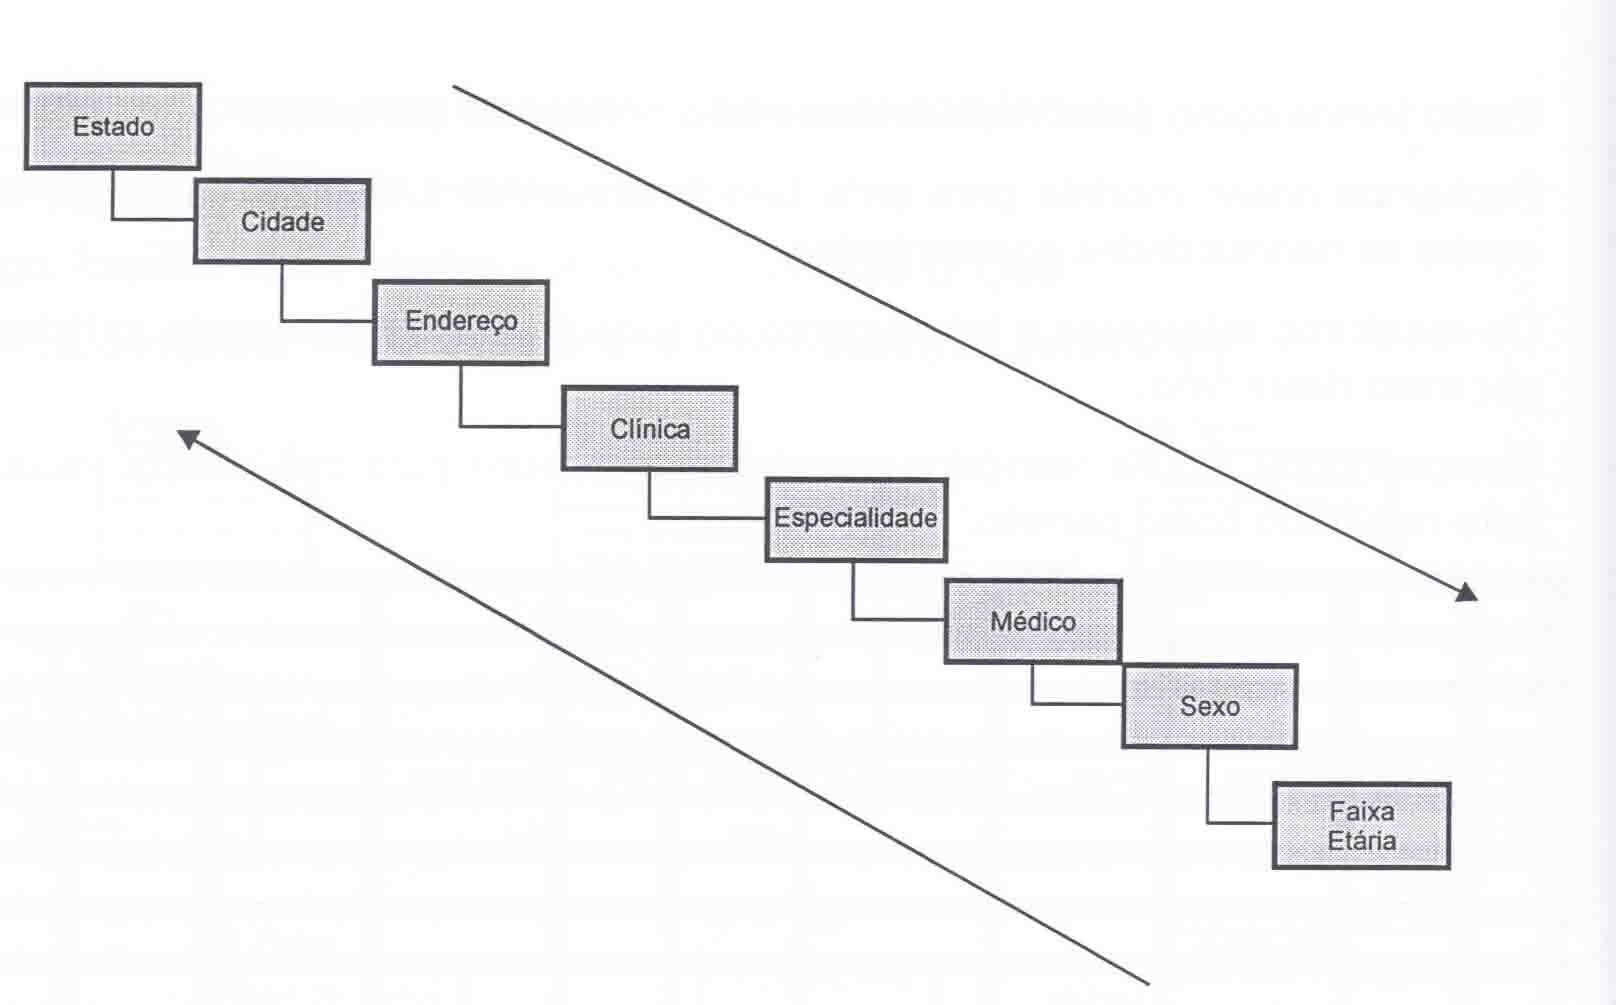 Estado
Cidade
Endereço
Clínica
Especialidade
Médico
Sexo
Faixa
Etária